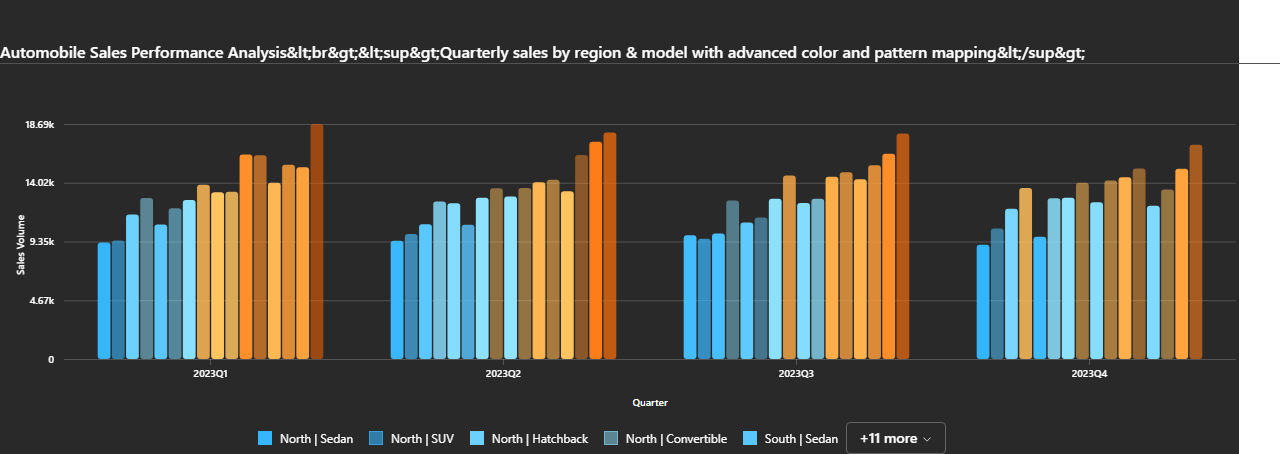 Automobile Sales Performance Analysis&lt;br&gt;&lt;sup&gt;Quarterly sales by region & model with advanced color and pattern mapping&lt;/sup&gt;
18.69k
14.02k
9.35k
4.67k
0
Sales Volume
2023Q1 2023Q2 2023Q3 2023Q4
Quarter
North | Sedan North | SUV North | Hatchback North | Convertible South | Sedan +11 more